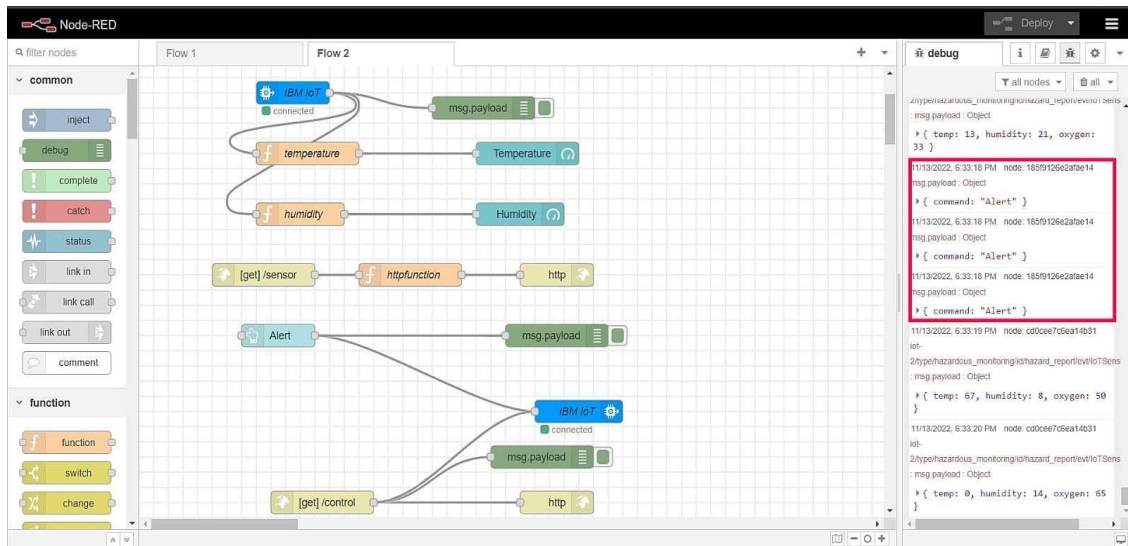 Node-RED
Deploy
filter nodes
Flow 1
Flow 2
debug
i
all nodes
all
common
inject
debug
complete
catch
status
link in
link call
link out
comment
function
function
switch
change
IBM IoT
connected
msg.payload
temperature
Temperature
humidity
Humidity
[get] /sensor
httpfunction
http
Alert
msg.payload
IBM IoT
connected
msg.payload
[get] /control
http
2/type/hazardous_monitoring/id/hazard_report/evt/IoTSens
: msg.payload : Object
{ temp: 13, humidity: 21, oxygen:
33 }
11/13/2022, 6:33:18 PM node: 185f9126e2afae14
msg.payload : Object
{ command: "Alert" }
11/13/2022, 6:33:18 PM node: 185f9126e2afae14
msg.payload : Object
{ command: "Alert" }
11/13/2022, 6:33:18 PM node: 185f9126e2afae14
msg.payload : Object
{ command: "Alert" }
11/13/2022, 6:33:19 PM node: cd0cee7c6ea14b31
iot-
2/type/hazardous_monitoring/id/hazard_report/evt/IoTSens
: msg.payload : Object
{ temp: 67, humidity: 8, oxygen: 50
}
11/13/2022, 6:33:20 PM node: cd0cee7c6ea14b31
iot-
2/type/hazardous_monitoring/id/hazard_report/evt/IoTSens
: msg.payload : Object
{ temp: 0, humidity: 14, oxygen: 65
}